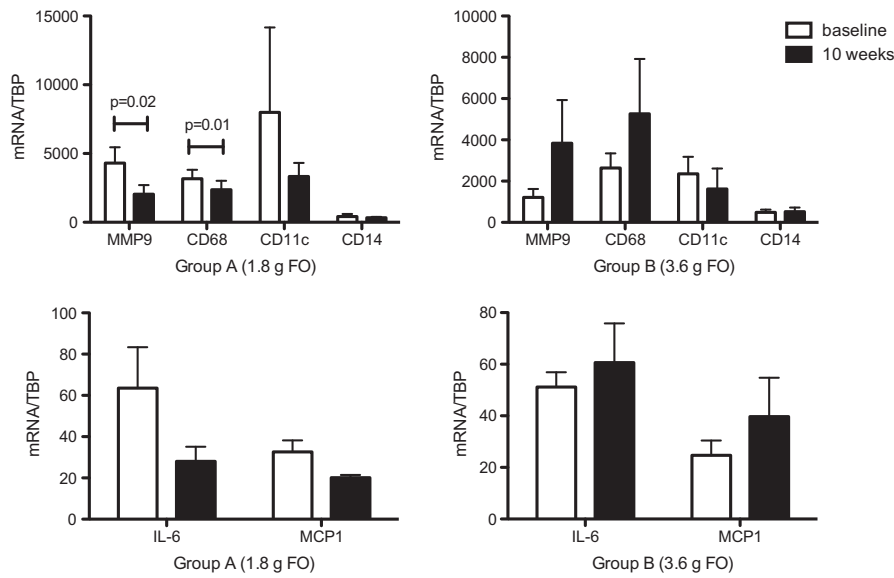 15000
10000
5000
0
mRNA/TBP
p=0.02
p=0.01
MMP9 CD68 CD11c CD14
Group A (1.8 g FO)
10000
8000
6000
4000
2000
0
mRNA/TBP
baseline
10 weeks
MMP9 CD68 CD11c CD14
Group B (3.6 g FO)
100
80
60
40
20
0
mRNA/TBP
IL-6 MCP1
Group A (1.8 g FO)
80
60
40
20
0
mRNA/TBP
IL-6 MCP1
Group B (3.6 g FO)